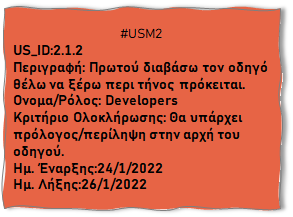 #USM2
US_ID:2.1.2
Περιγραφή: Πρωτού διαβάσω τον οδηγό
θέλω να ξέρω περι τήνος πρόκειται.
Ονομα/Ρόλος: Developers
Κριτήριο Ολοκλήρωσης: Θα υπάρχει
πρόλογος/περίληψη στην αρχή του
οδηγού.
Ημ. Έναρξης:24/1/2022
Ημ. Λήξης:26/1/2022